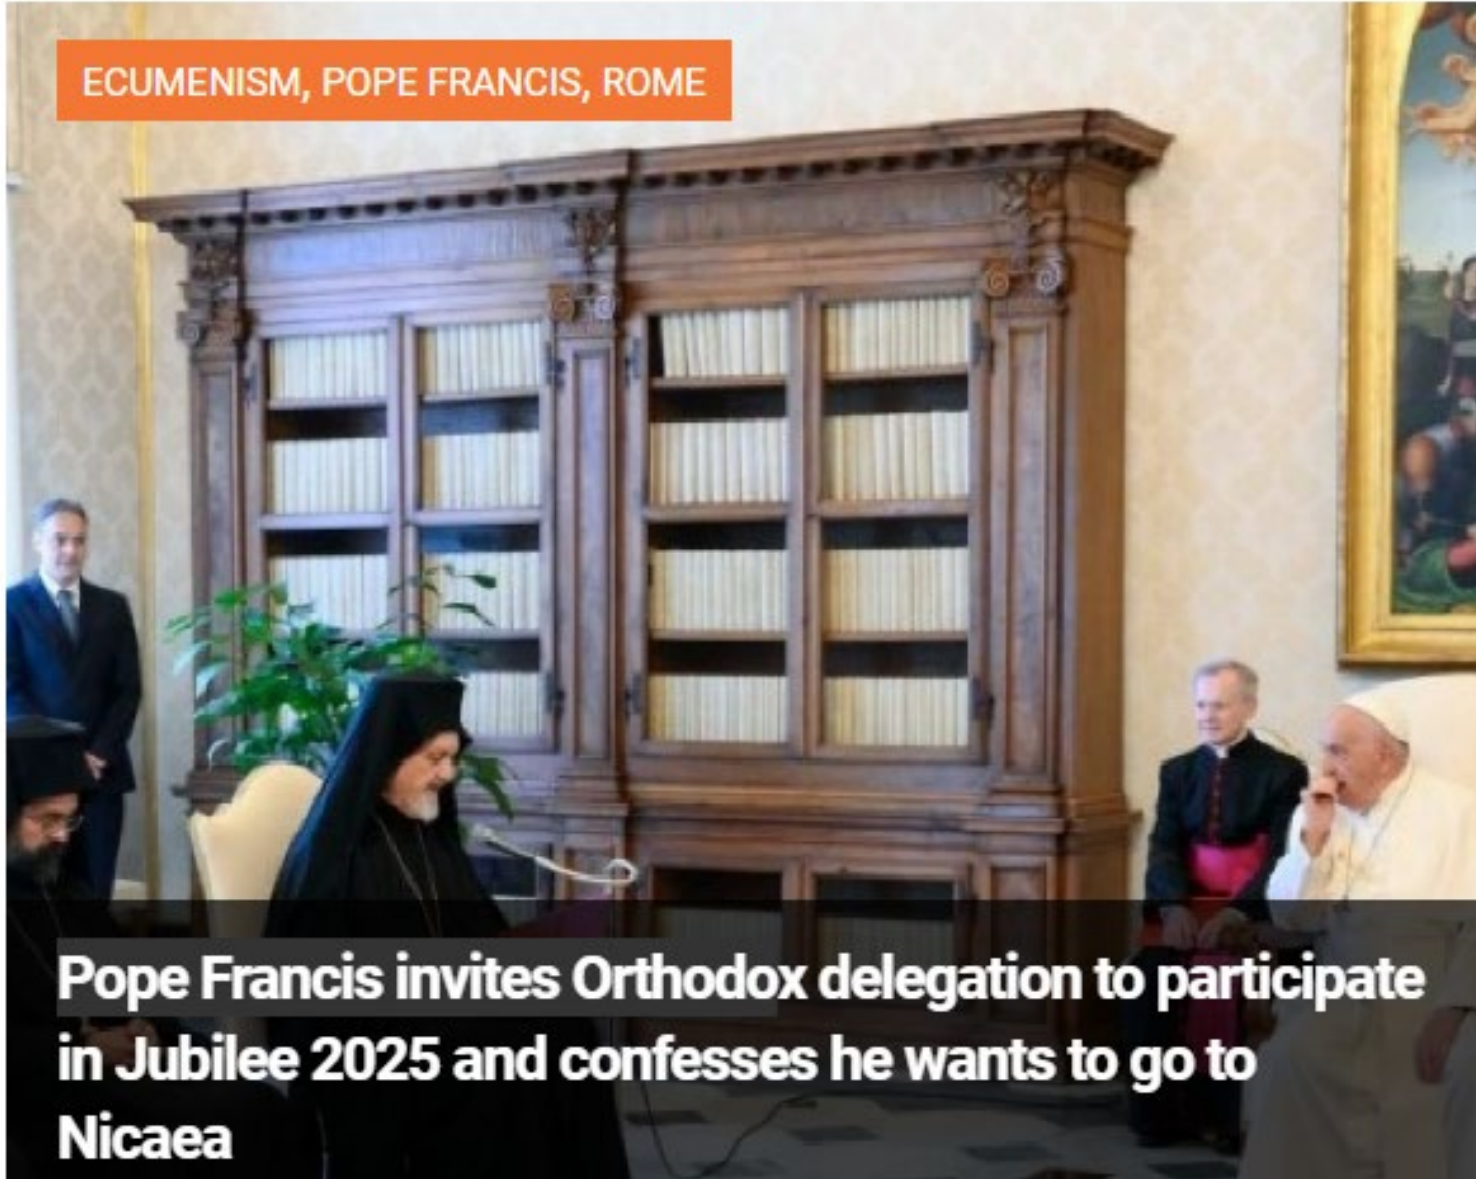 ECUMENISM, POPE FRANCIS, ROME
Pope Francis invites Orthodox delegation to participate
in Jubilee 2025 and confesses he wants to go to
Nicaea